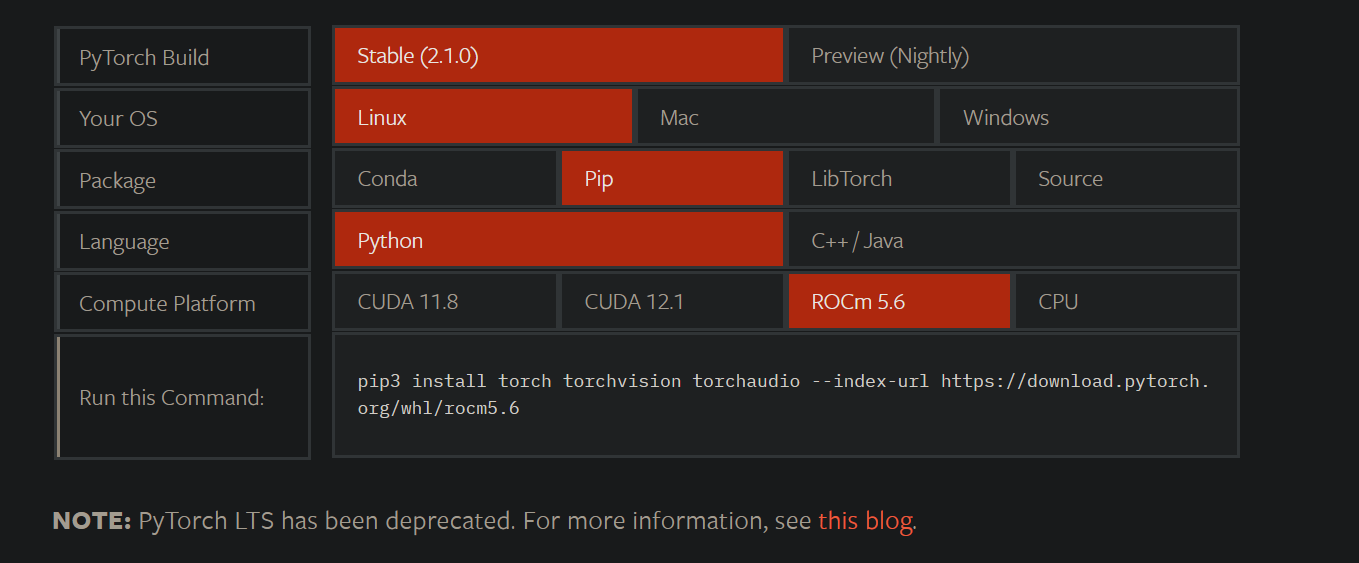 PyTorch Build Stable (2.1.0) Preview (Nightly)
Your OS Linux Mac Windows
Package Conda Pip LibTorch Source
Language Python C++ / Java
Compute Platform CUDA 11.8 CUDA 12.1 ROCm 5.6 CPU
Run this Command:
pip3 install torch torchvision torchaudio --index-url https://download.pytorch.
org/whl/rocm5.6
NOTE: PyTorch LTS has been deprecated. For more information, see this blog.